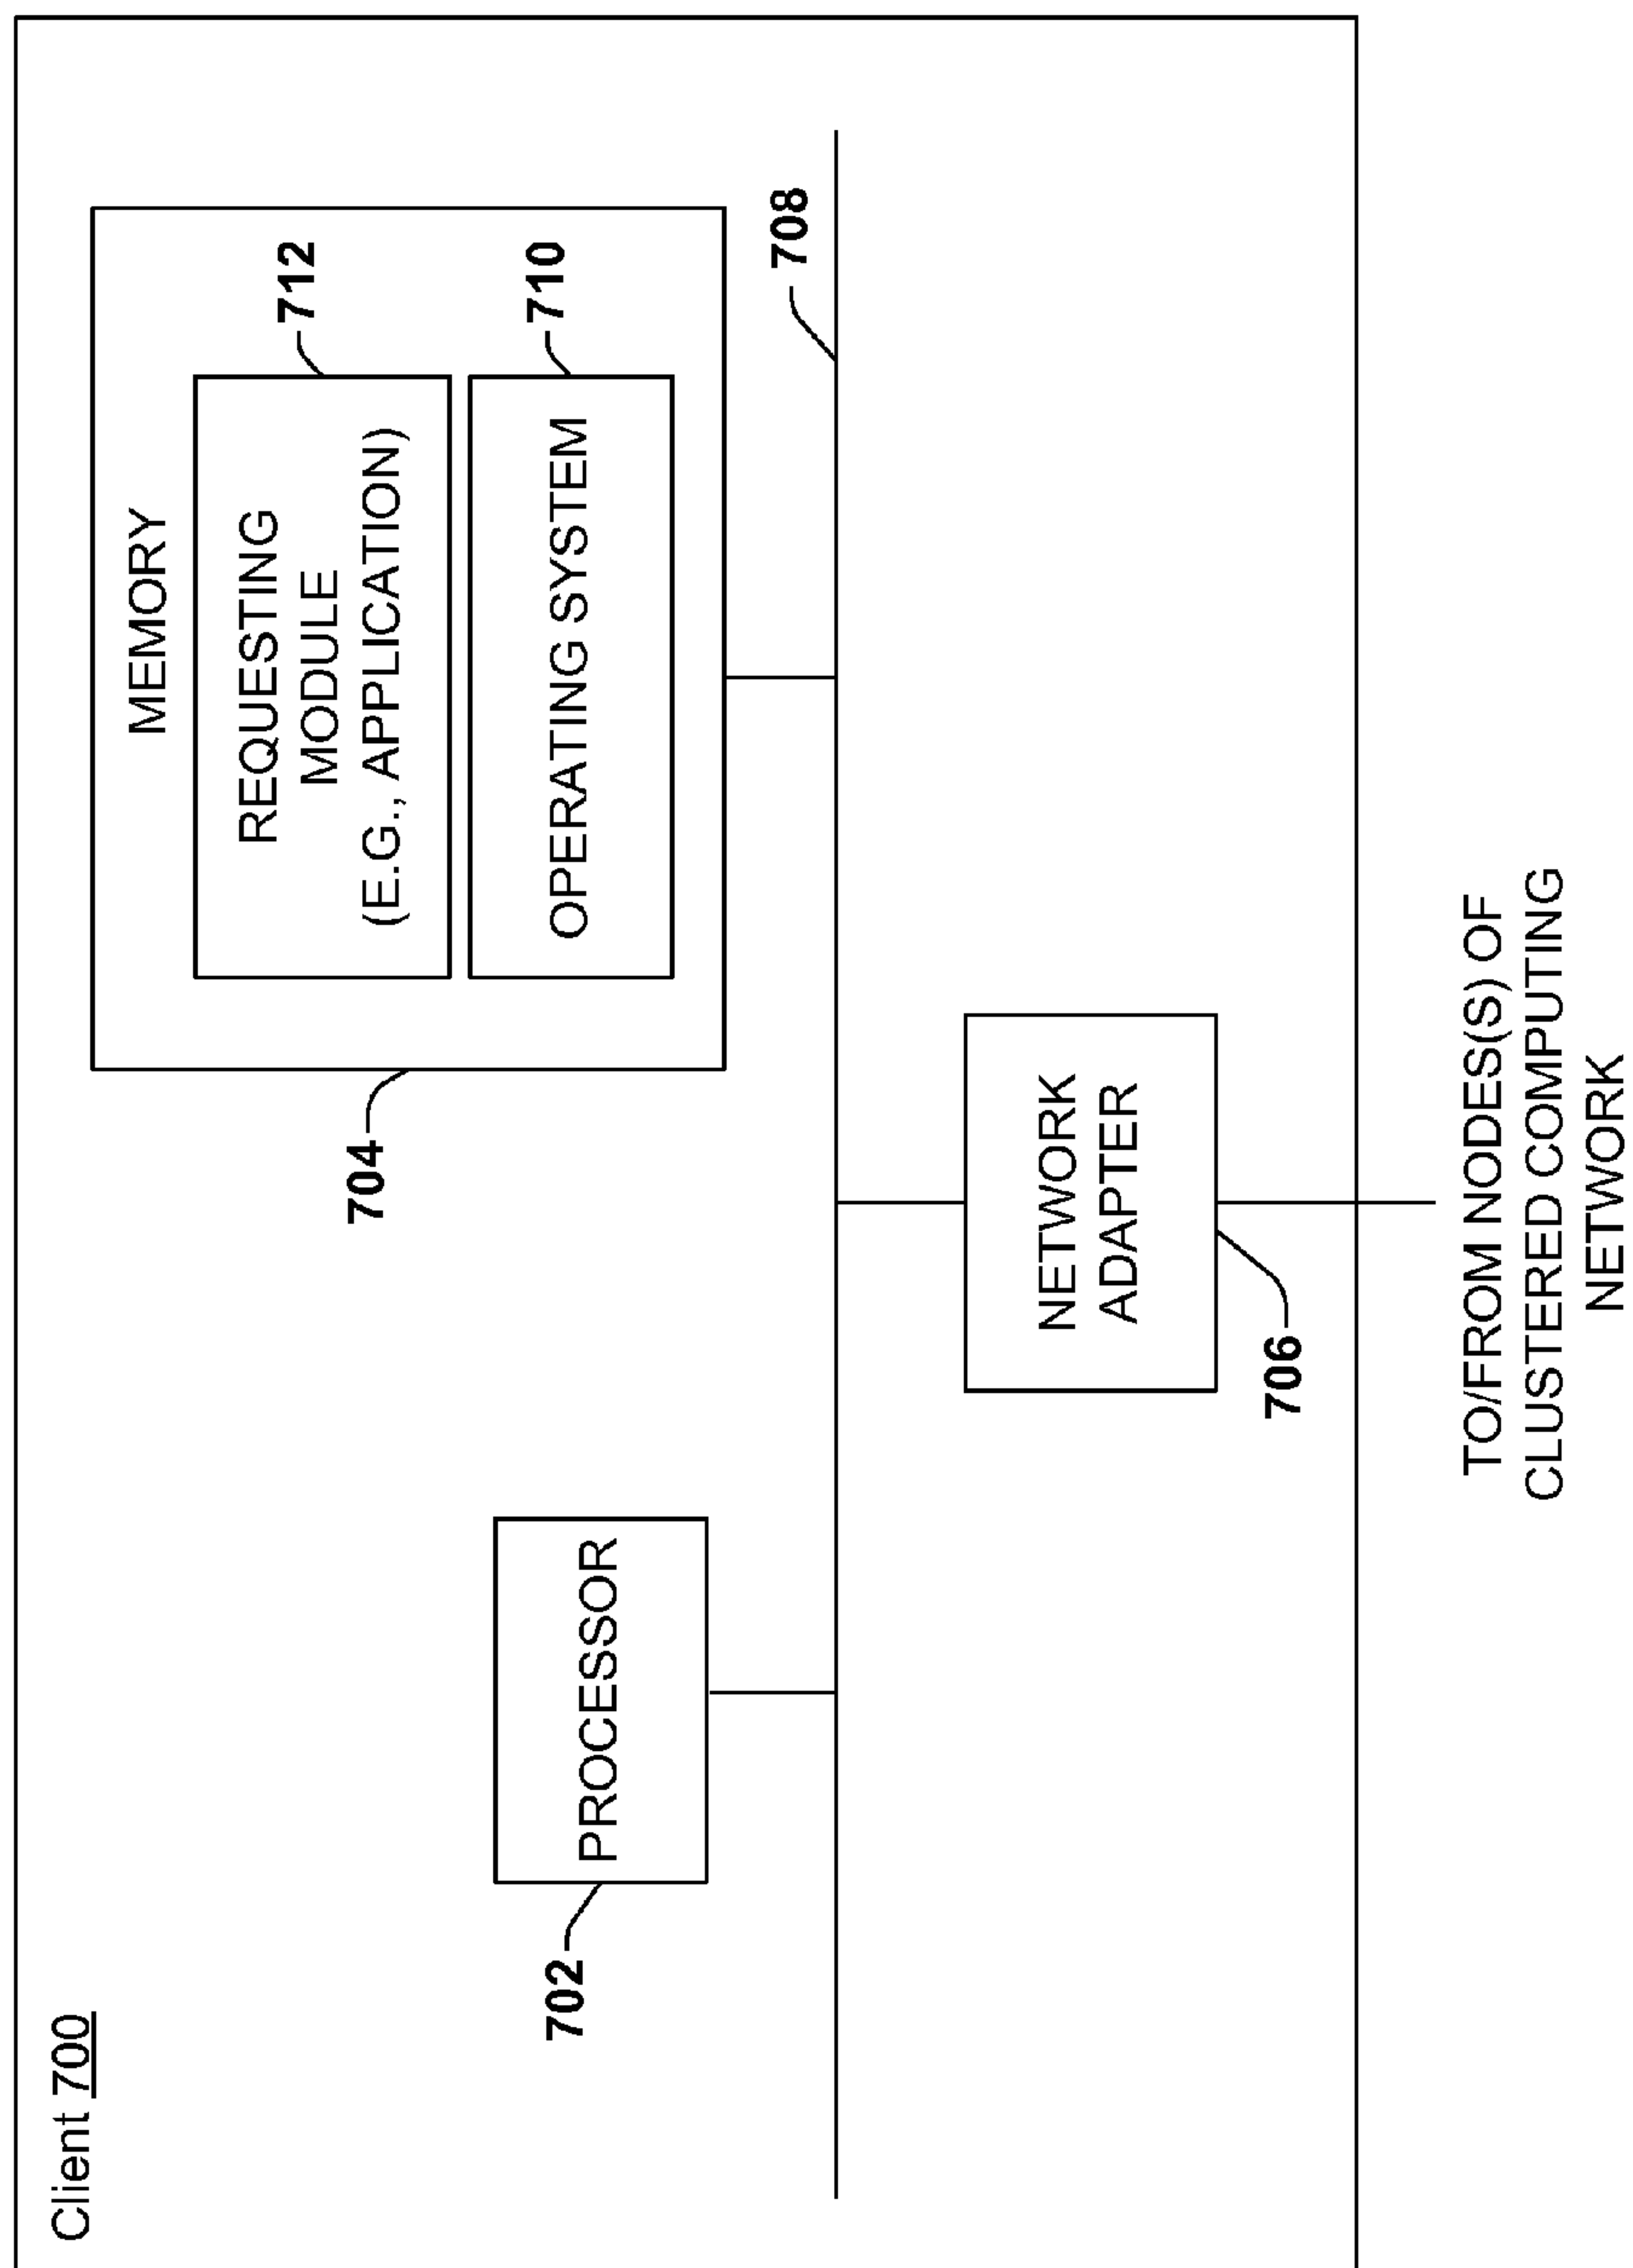 Client 700
MEMORY
REQUESTING
MODULE
(E.G., APPLICATION)
712
OPERATING SYSTEM
710
704
PROCESSOR
702
708
NETWORK
ADAPTER
706
TO/FROM NODES(S) OF
CLUSTERED COMPUTING
NETWORK